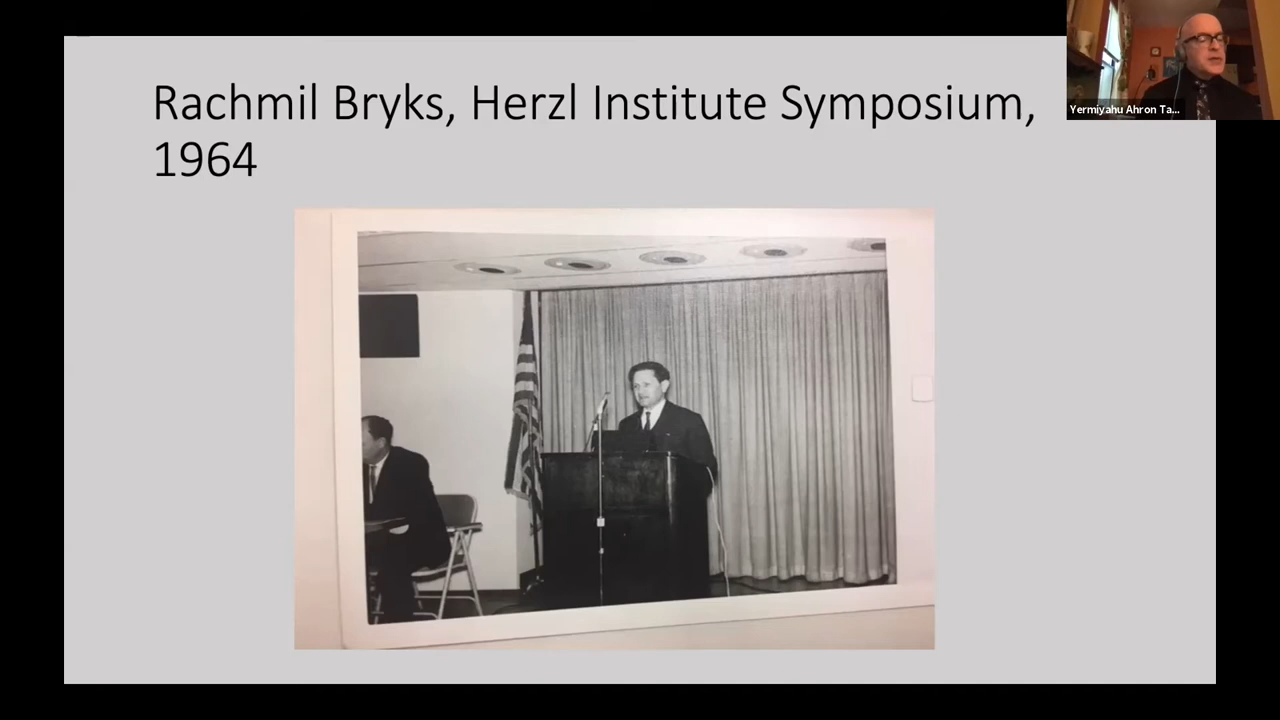 Rachmil Bryks, Herzl Institute Symposium,
1964
Yermiyahu Ahron Ta...